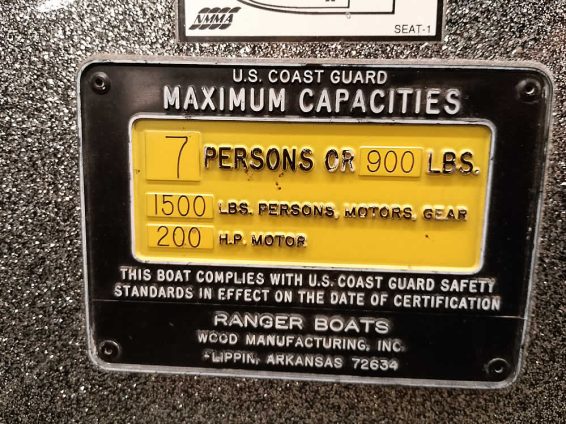 NMMA
SEAT-1
U.S. COAST GUARD
MAXIMUM CAPACITIES
7 PERSONS OR 900 LBS.
1500 LBS. PERSONS, MOTORS, GEAR
200 H.P. MOTOR
THIS BOAT COMPLIES WITH U.S. COAST GUARD SAFETY
STANDARDS IN EFFECT ON THE DATE OF CERTIFICATION
RANGER BOATS
WOOD MANUFACTURING, INC.
FLIPPIN, ARKANSAS 72634